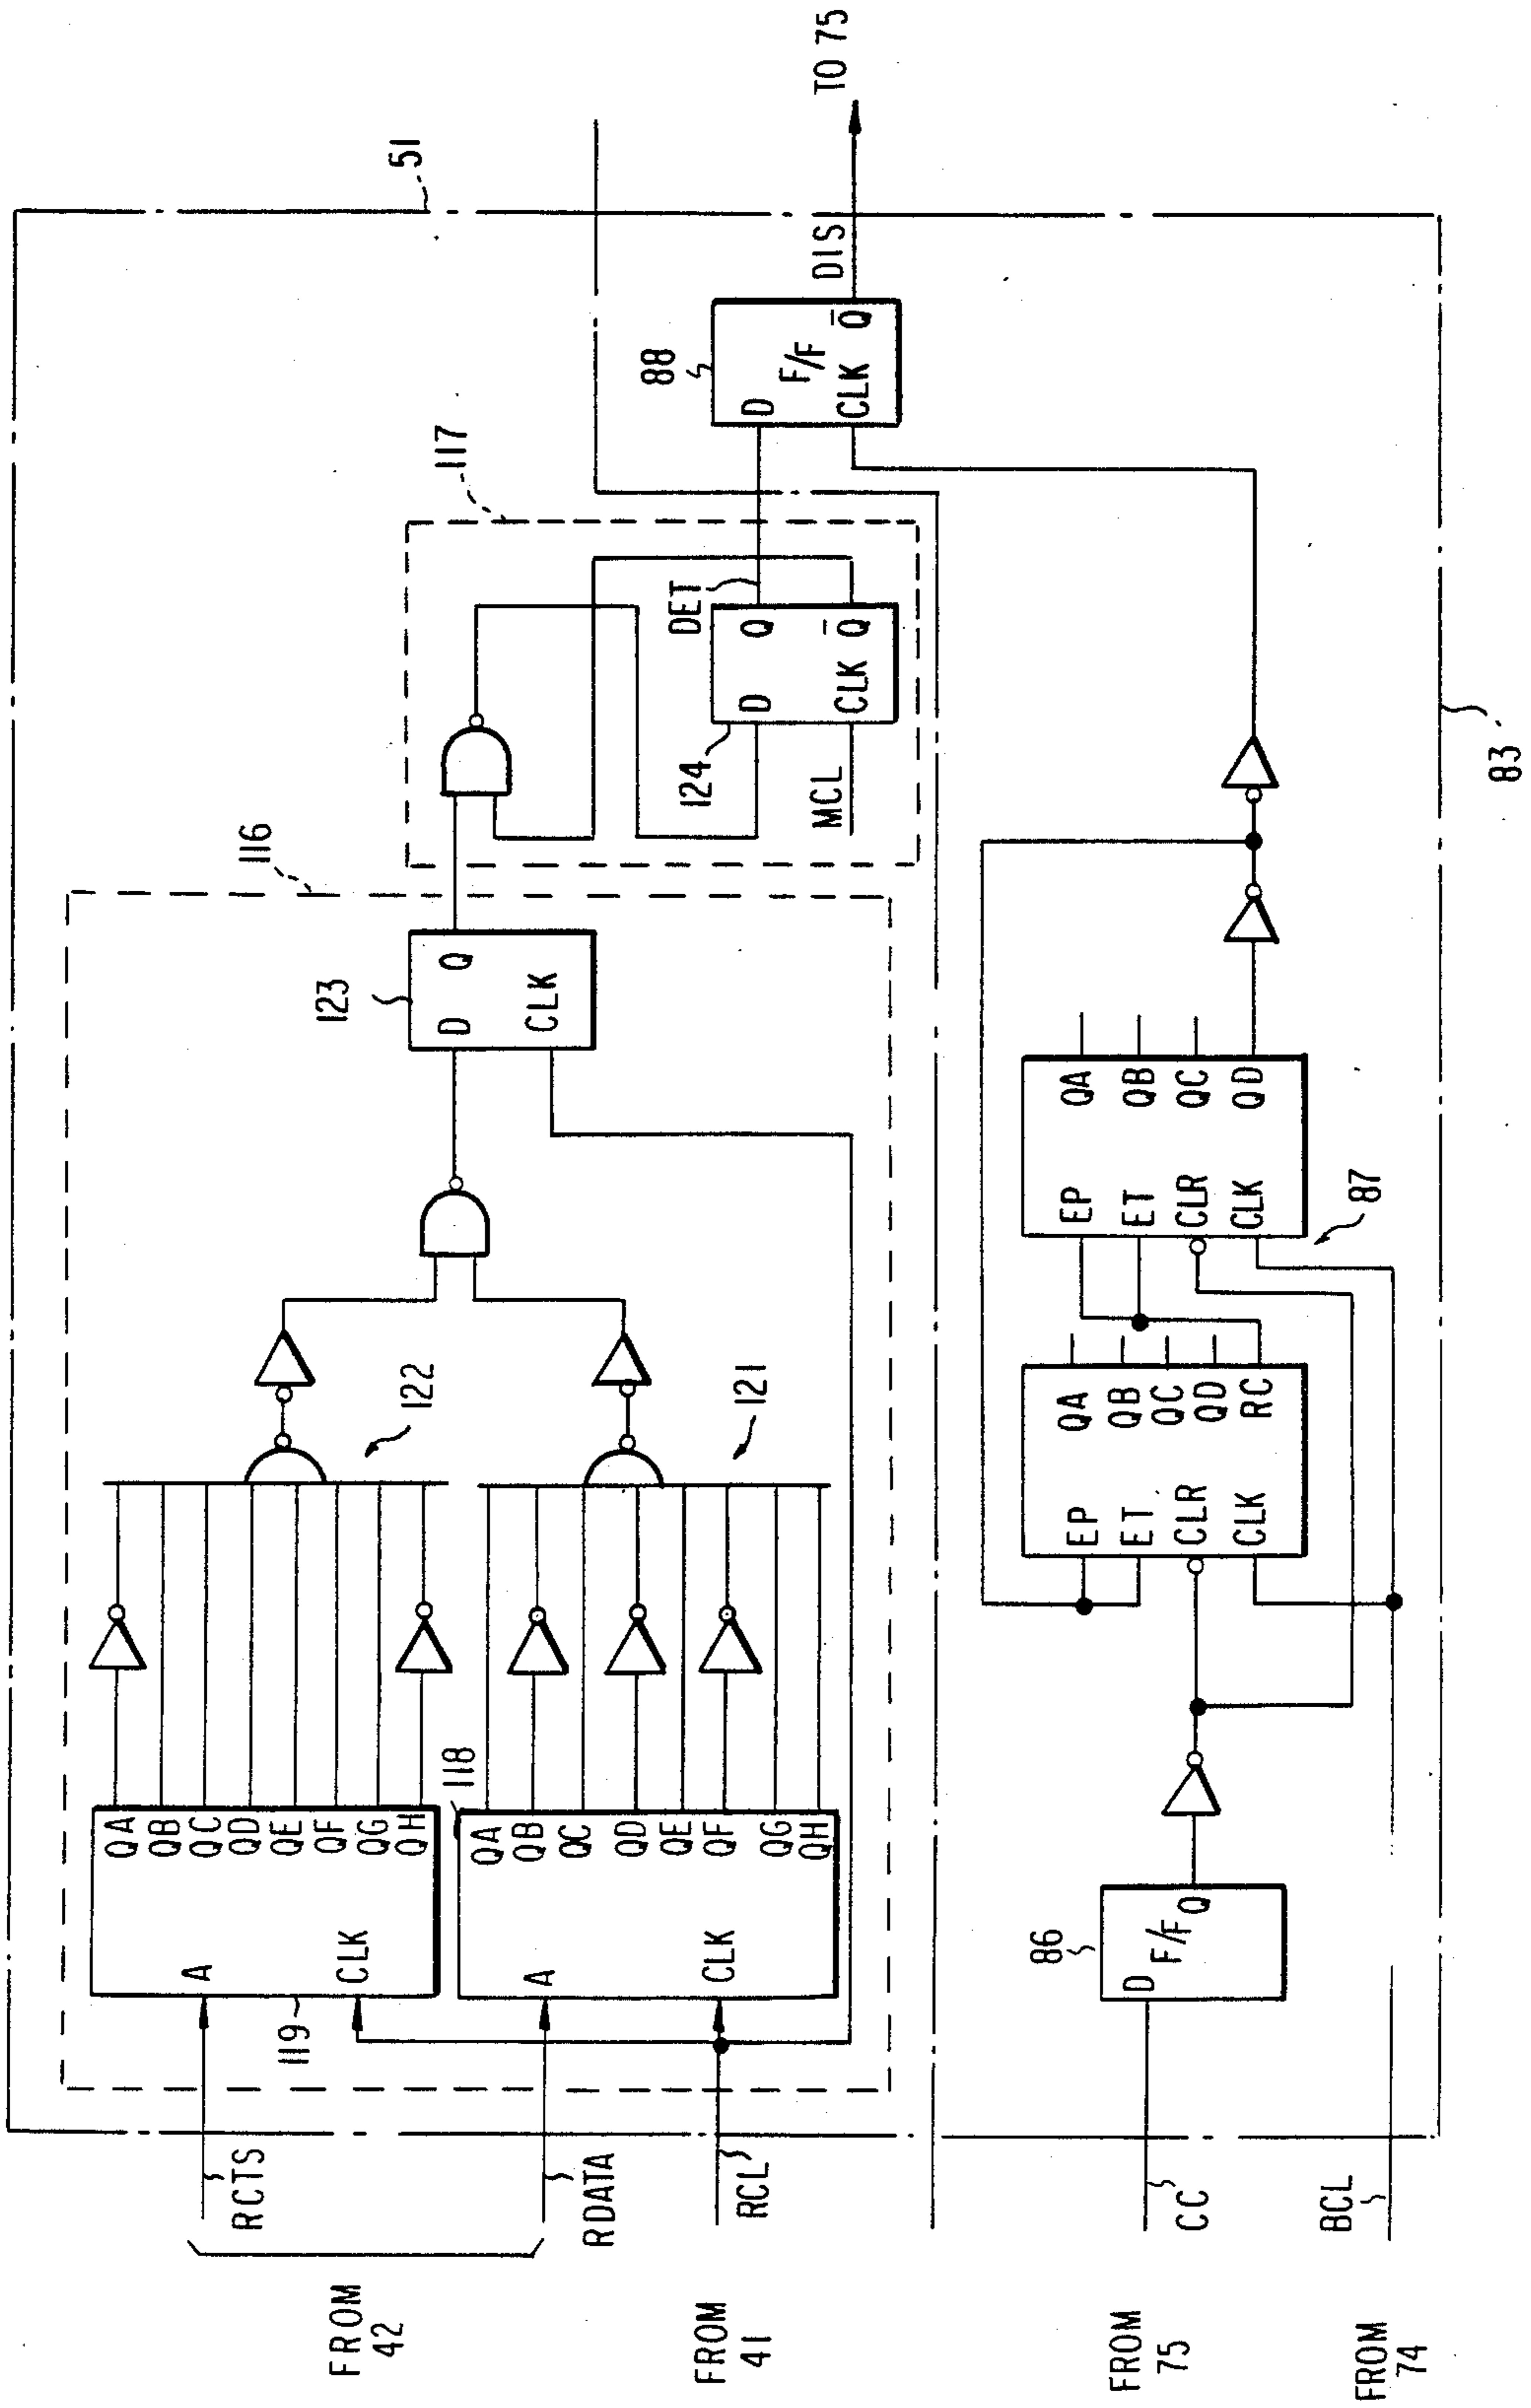 51
TO 75
DIS
88
D
F/F
CLK
Q̅
117
DET
D
Q
CLK
Q̅
124
MCL
116
123
D
Q
CLK
122
121
QA
QB
QC
QD
QE
QF
QG
QH
A
CLK
119
118
QA
QB
QC
QD
QE
QF
QG
QH
A
CLK
RCTS
RDATA
RCL
FROM
42
FROM
41
83
EP
ET
CLR
CLK
QA
QB
QC
QD
87
EP
ET
CLR
CLK
QA
QB
QC
QD
RC
86
D
F/F
Q
CC
BCL
FROM
75
FROM
74